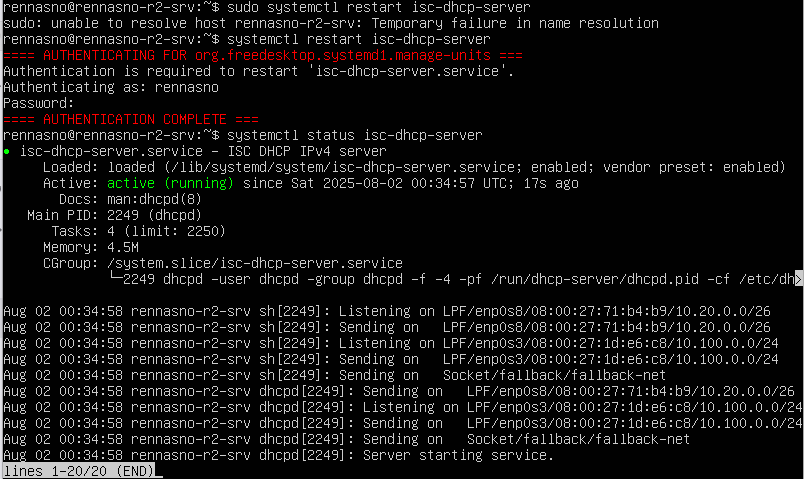 rennasno@rennasno-r2-srv:~$ sudo systemctl restart isc-dhcp-server
sudo: unable to resolve host rennasno-r2-srv: Temporary failure in name resolution
rennasno@rennasno-r2-srv:~$ systemctl restart isc-dhcp-server
==== AUTHENTICATING FOR org.freedesktop.systemd1.manage-units ===
Authentication is required to restart 'isc-dhcp-server.service'.
Authenticating as: rennasno
Password:
==== AUTHENTICATION COMPLETE ===
rennasno@rennasno-r2-srv:~$ systemctl status isc-dhcp-server
● isc-dhcp-server.service - ISC DHCP IPv4 server
     Loaded: loaded (/lib/systemd/system/isc-dhcp-server.service; enabled; vendor preset: enabled)
     Active: active (running) since Sat 2025-08-02 00:34:57 UTC; 17s ago
       Docs: man:dhcpd(8)
   Main PID: 2249 (dhcpd)
      Tasks: 4 (limit: 2250)
     Memory: 4.5M
     CGroup: /system.slice/isc-dhcp-server.service
             └─2249 dhcpd -user dhcpd -group dhcpd -f -4 -pf /run/dhcp-server/dhcpd.pid -cf /etc/dh>
Aug 02 00:34:58 rennasno-r2-srv sh[2249]: Listening on LPF/enp0s8/08:00:27:71:b4:b9/10.20.0.0/26
Aug 02 00:34:58 rennasno-r2-srv sh[2249]: Sending on   LPF/enp0s8/08:00:27:71:b4:b9/10.20.0.0/26
Aug 02 00:34:58 rennasno-r2-srv sh[2249]: Listening on LPF/enp0s3/08:00:27:1d:e6:c8/10.100.0.0/24
Aug 02 00:34:58 rennasno-r2-srv sh[2249]: Sending on   LPF/enp0s3/08:00:27:1d:e6:c8/10.100.0.0/24
Aug 02 00:34:58 rennasno-r2-srv sh[2249]: Sending on   Socket/fallback/fallback-net
Aug 02 00:34:58 rennasno-r2-srv dhcpd[2249]: Sending on   LPF/enp0s8/08:00:27:71:b4:b9/10.20.0.0/26
Aug 02 00:34:58 rennasno-r2-srv dhcpd[2249]: Listening on LPF/enp0s3/08:00:27:1d:e6:c8/10.100.0.0/24
Aug 02 00:34:58 rennasno-r2-srv dhcpd[2249]: Sending on   LPF/enp0s3/08:00:27:1d:e6:c8/10.100.0.0/24
Aug 02 00:34:58 rennasno-r2-srv dhcpd[2249]: Sending on   Socket/fallback/fallback-net
Aug 02 00:34:58 rennasno-r2-srv dhcpd[2249]: Server starting service.
lines 1-20/20 (END)